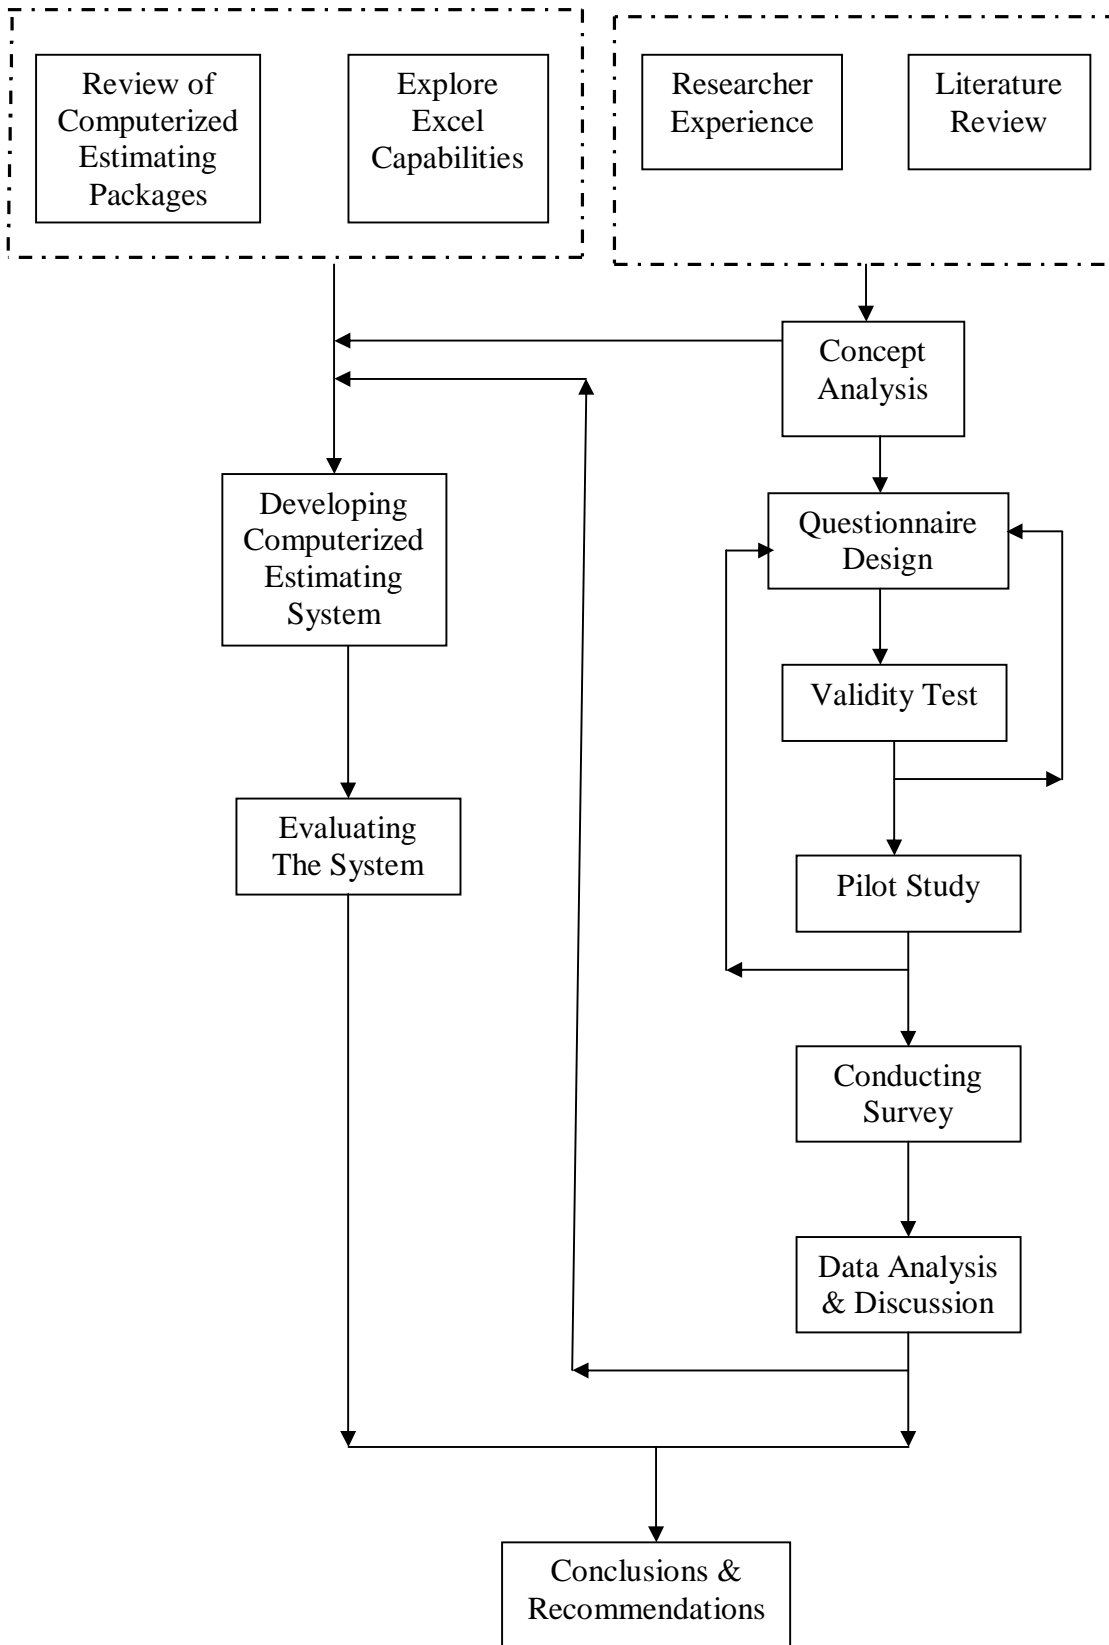 Review of
Computerized
Estimating
Packages
Explore
Excel
Capabilities
Researcher
Experience
Literature
Review
Concept
Analysis
Developing
Computerized
Estimating
System
Questionnaire
Design
Validity Test
Evaluating
The System
Pilot Study
Conducting
Survey
Data Analysis
& Discussion
Conclusions &
Recommendations